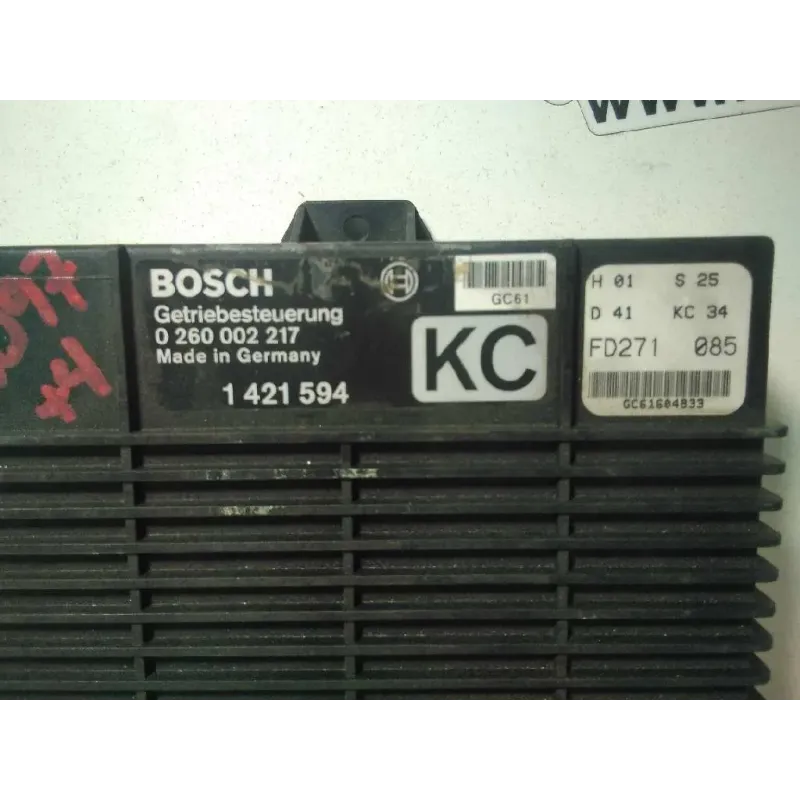 www.
BOSCH
Getriebesteuerung
0 260 002 217
Made in Germany
1 421 594
GC61
KC
H 01 S 25
D 41 KC 34
FD271 085
GC61604833